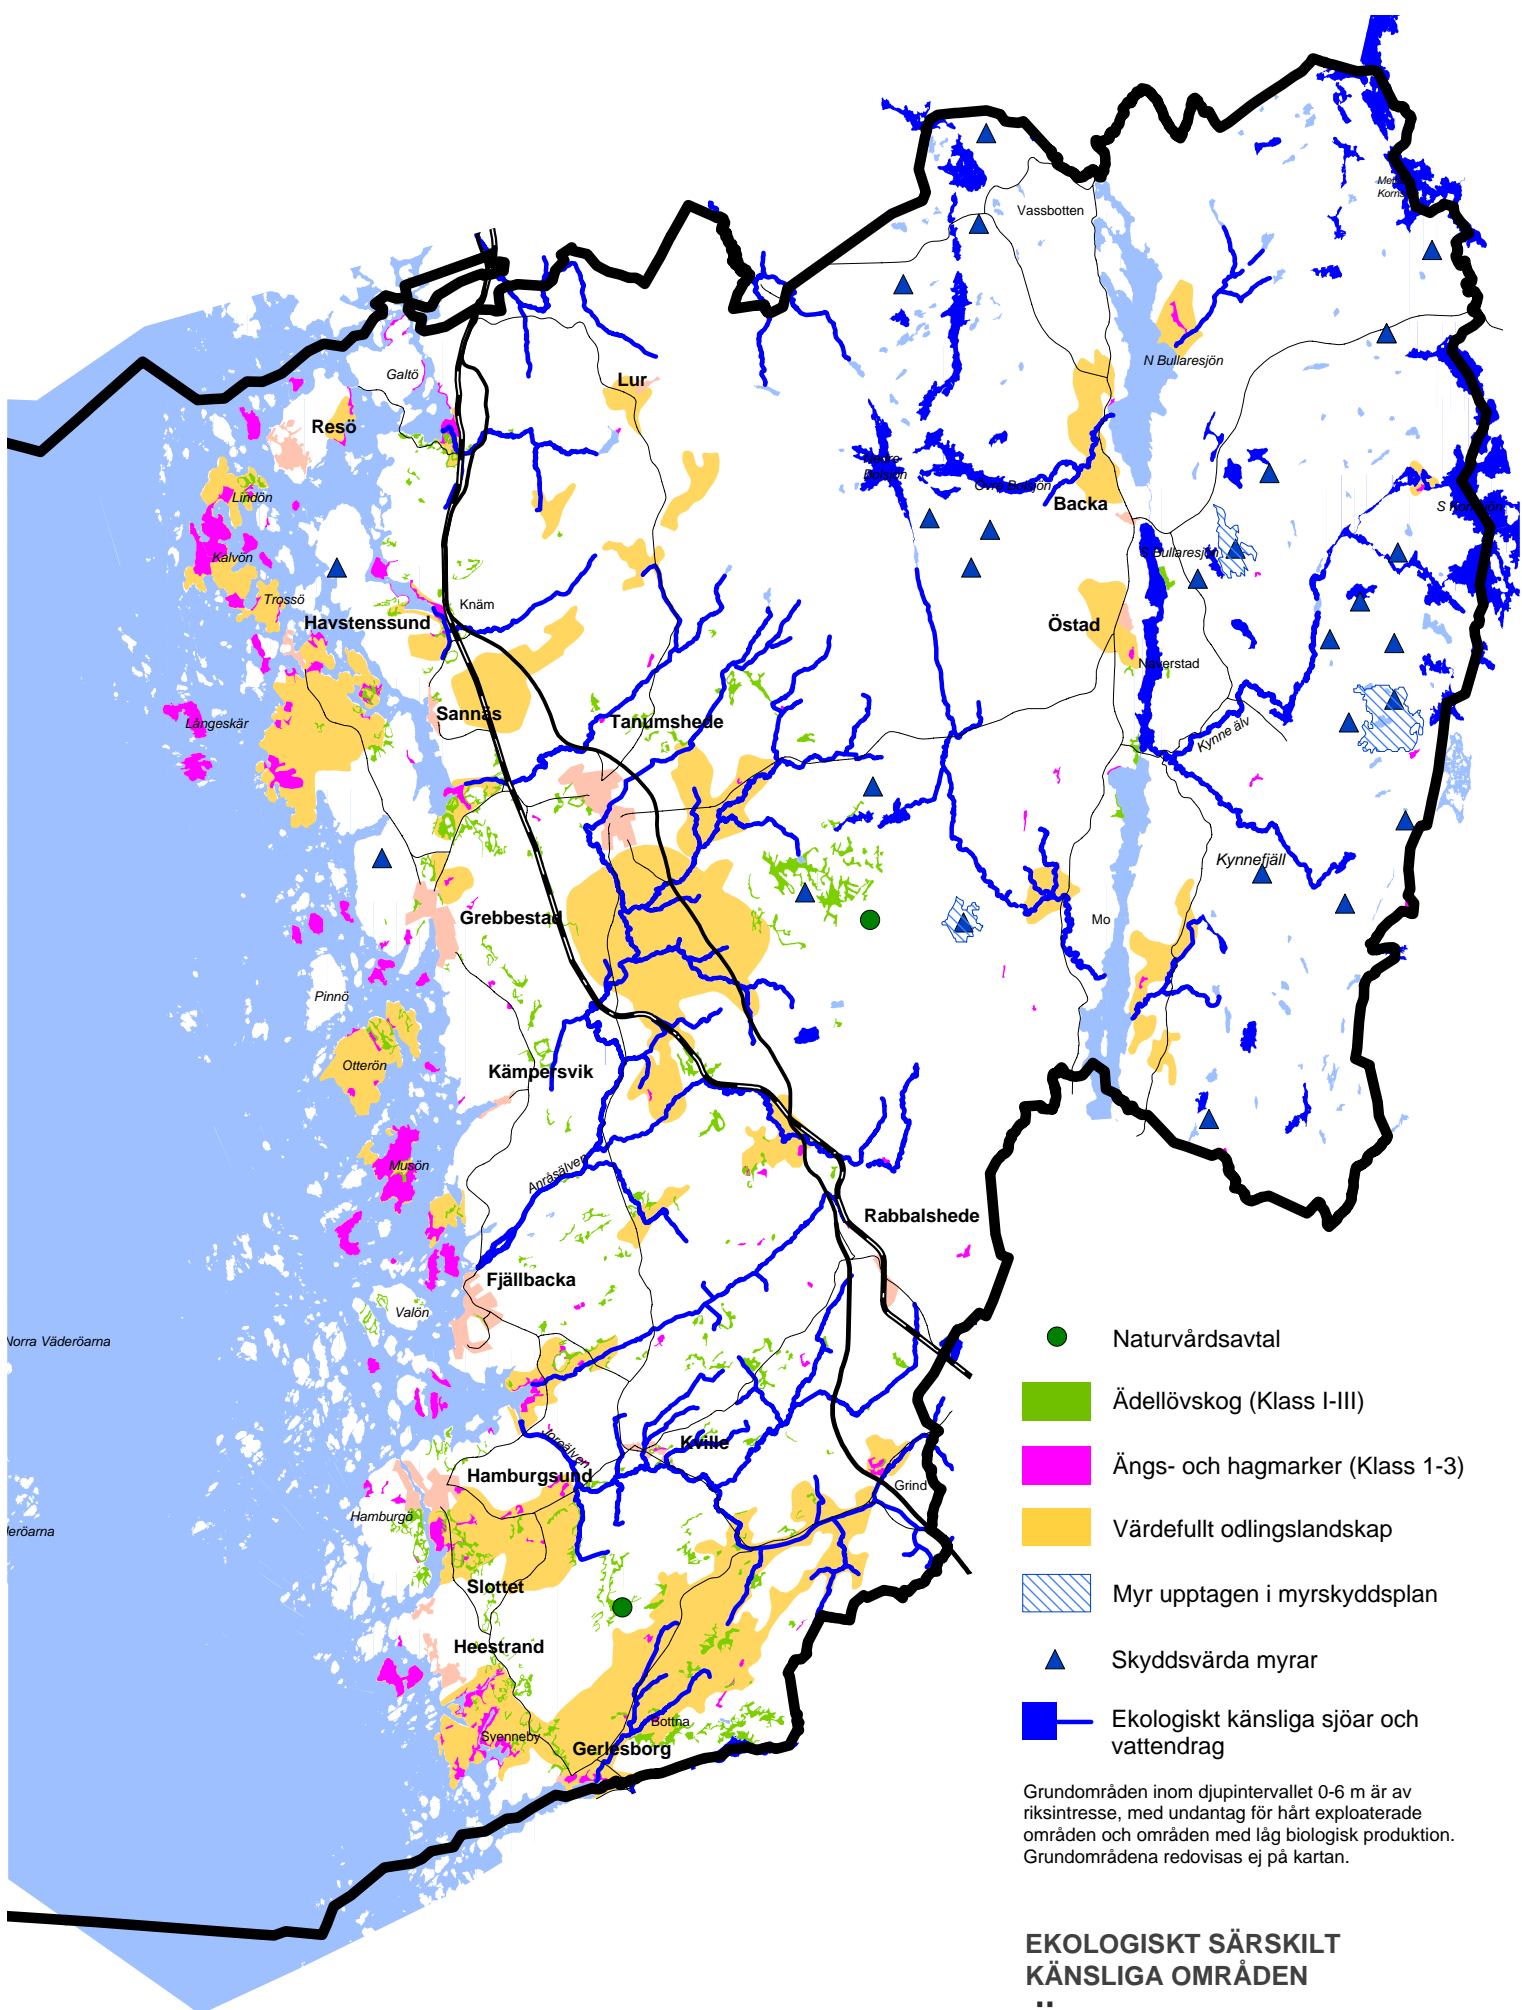 Vassbotten
N Bullaresjön
Galtö
Lur
Resö
Lindön
Kalvön
Trossö
Havstenssund
Knäm
Backa
S Bullaresjön
Östad
Naverstad
Långeskär
Sannäs
Tanumshede
Kynne älv
Kynnefjäll
Grebbestad
Mo
Pinnö
Otterön
Kämpersvik
Musön
Anråsälven
Rabbalshede
Fjällbacka
Valön
Norra Väderöarna
Joreälven
Kville
Hamburgsund
Grind
Hamburgö
Slottet
Heestrand
Svenneby
Bottna
Gerlesborg
Naturvårdsavtal
Ädellövskog (Klass I-III)
Ängs- och hagmarker (Klass 1-3)
Värdefullt odlingslandskap
Myr upptagen i myrskyddsplan
Skyddsvärda myrar
Ekologiskt känsliga sjöar och
vattendrag
Grundområden inom djupintervallet 0-6 m är av
riksintresse, med undantag för hårt exploaterade
områden och områden med låg biologisk produktion.
Grundområdena redovisas ej på kartan.
EKOLOGISKT SÄRSKILT
KÄNSLIGA OMRÅDEN